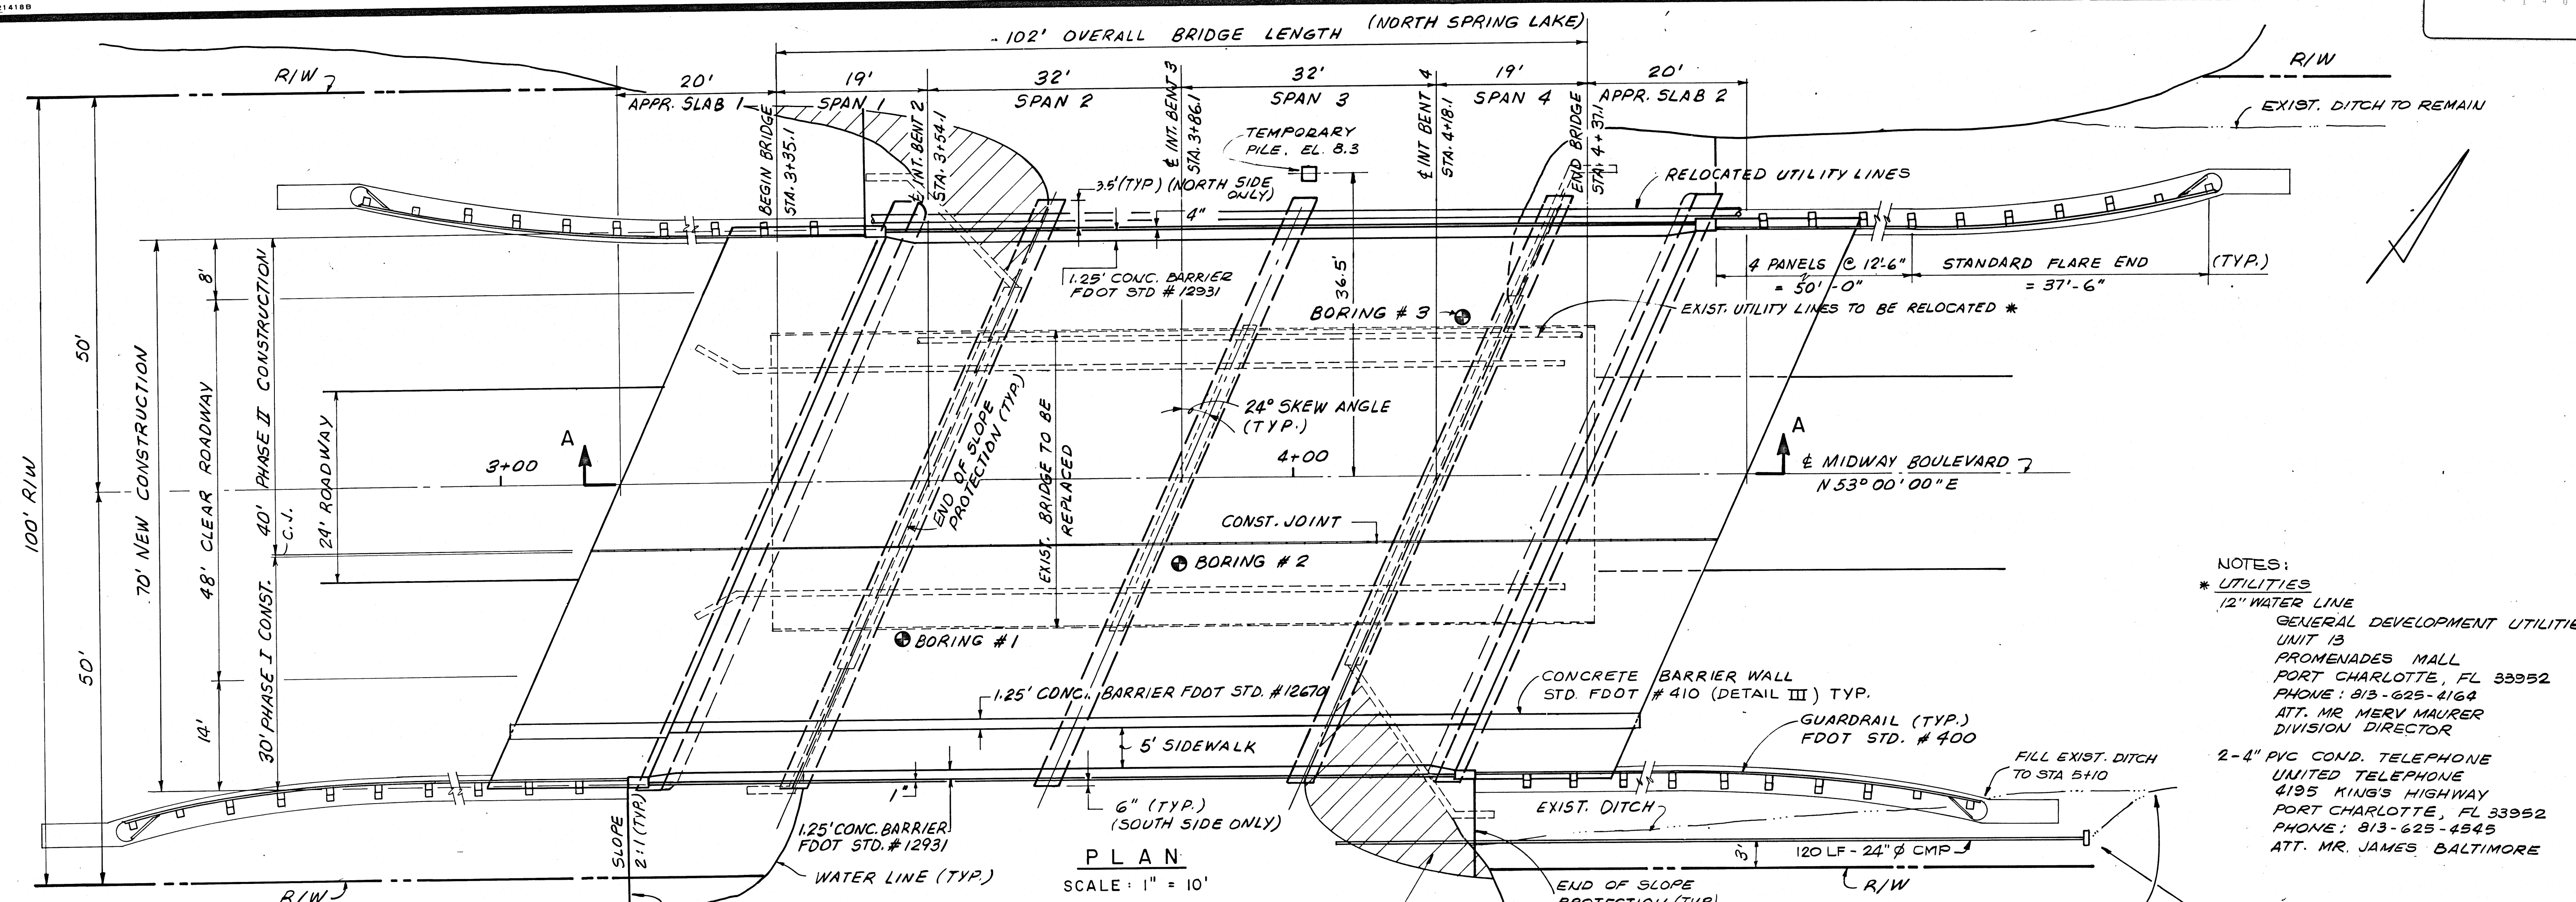 21418B
(NORTH SPRING LAKE)
102' OVERALL BRIDGE LENGTH
R/W
20'
19'
32'
32'
19'
20'
R/W
APPR. SLAB 1
SPAN 1
SPAN 2
SPAN 3
SPAN 4
APPR. SLAB 2
BEGIN BRIDGE
STA. 3+35.1
℄ INT. BENT 2
STA. 3+54.1
℄ INT. BENT 3
STA. 3+86.1
℄ INT BENT 4
STA. 4+18.1
END BRIDGE
STA. 4+37.1
EXIST. DITCH TO REMAIN
TEMPORARY
PILE, EL. 8.3
RELOCATED UTILITY LINES
3.5' (TYP.) (NORTH SIDE
ONLY)
4"
1.25' CONC. BARRIER
FDOT STD # 12931
36.5'
4 PANELS @ 12'-6"
= 50'-0"
STANDARD FLARE END
= 37'-6"
(TYP.)
BORING # 3
EXIST. UTILITY LINES TO BE RELOCATED *
100' R/W
50'
50'
70' NEW CONSTRUCTION
8'
48' CLEAR ROADWAY
14'
40' PHASE II CONSTRUCTION
C.J.
30' PHASE I CONST.
24' ROADWAY
24° SKEW ANGLE
(TYP.)
END OF SLOPE
PROTECTION (TYP.)
EXIST. BRIDGE TO BE
REPLACED
A
A
3+00
4+00
℄ MIDWAY BOULEVARD
N 53° 00' 00" E
CONST. JOINT
BORING # 2
BORING #1
NOTES:
* UTILITIES
12" WATER LINE
GENERAL DEVELOPMENT UTILITIE
UNIT 13
PROMENADES MALL
PORT CHARLOTTE, FL 33952
PHONE: 813-625-4164
ATT. MR MERV MAURER
DIVISION DIRECTOR
2-4" PVC COND. TELEPHONE
UNITED TELEPHONE
4195 KING'S HIGHWAY
PORT CHARLOTTE, FL 33952
PHONE: 813-625-4545
ATT. MR. JAMES BALTIMORE
1.25' CONC. BARRIER FDOT STD. #12670
CONCRETE BARRIER WALL
STD. FDOT # 410 (DETAIL III) TYP.
GUARDRAIL (TYP.)
FDOT STD. # 400
5' SIDEWALK
FILL EXIST. DITCH
TO STA 5+10
1"
6" (TYP.)
(SOUTH SIDE ONLY)
EXIST. DITCH
SLOPE
2:1 (TYP.)
1.25' CONC. BARRIER
FDOT STD. # 12931
WATER LINE (TYP.)
PLAN
SCALE: 1" = 10'
3'
120 LF - 24" Ø CMP
R/W
R/W
END OF SLOPE
PROTECTION (TYP)